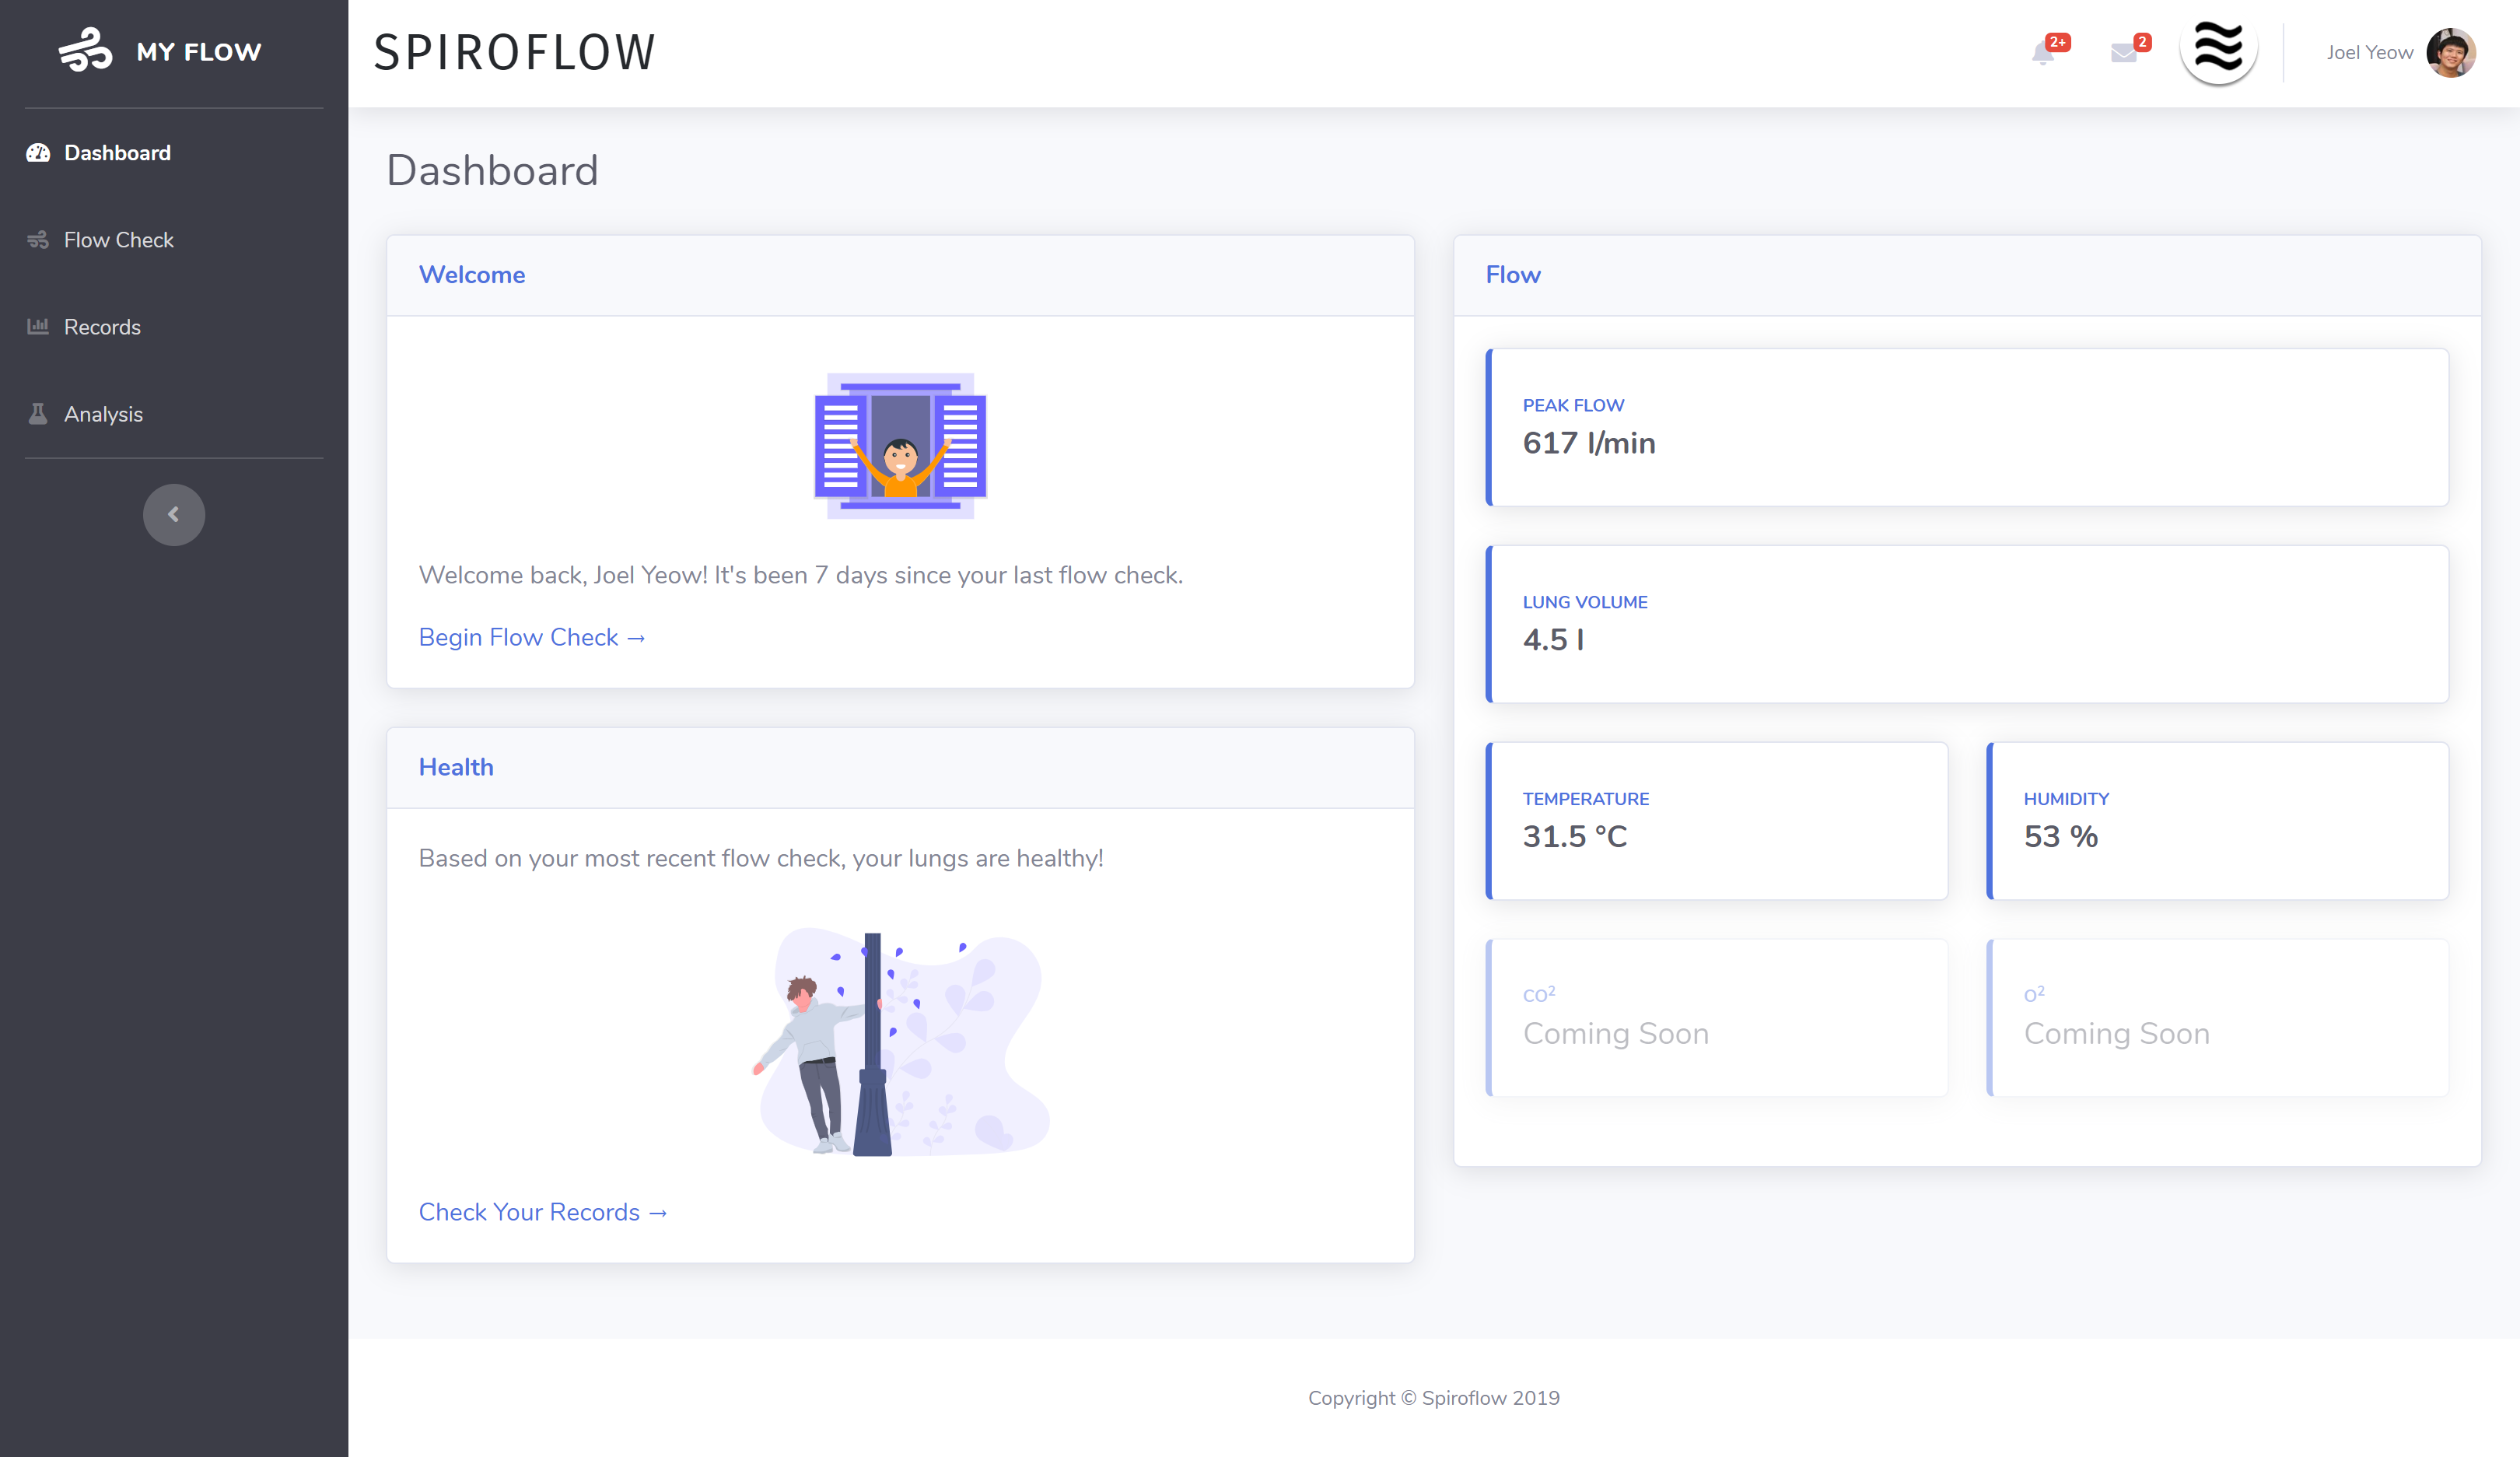 MY FLOW
Dashboard
Flow Check
Records
Analysis
SPIROFLOW
2+
2
Joel Yeow
Dashboard
Welcome
Welcome back, Joel Yeow! It's been 7 days since your last flow check.
Begin Flow Check →
Health
Based on your most recent flow check, your lungs are healthy!
Check Your Records →
Flow
PEAK FLOW
617 l/min
LUNG VOLUME
4.5 l
TEMPERATURE
31.5 °C
HUMIDITY
53 %
CO²
Coming Soon
O²
Coming Soon
Copyright © Spiroflow 2019